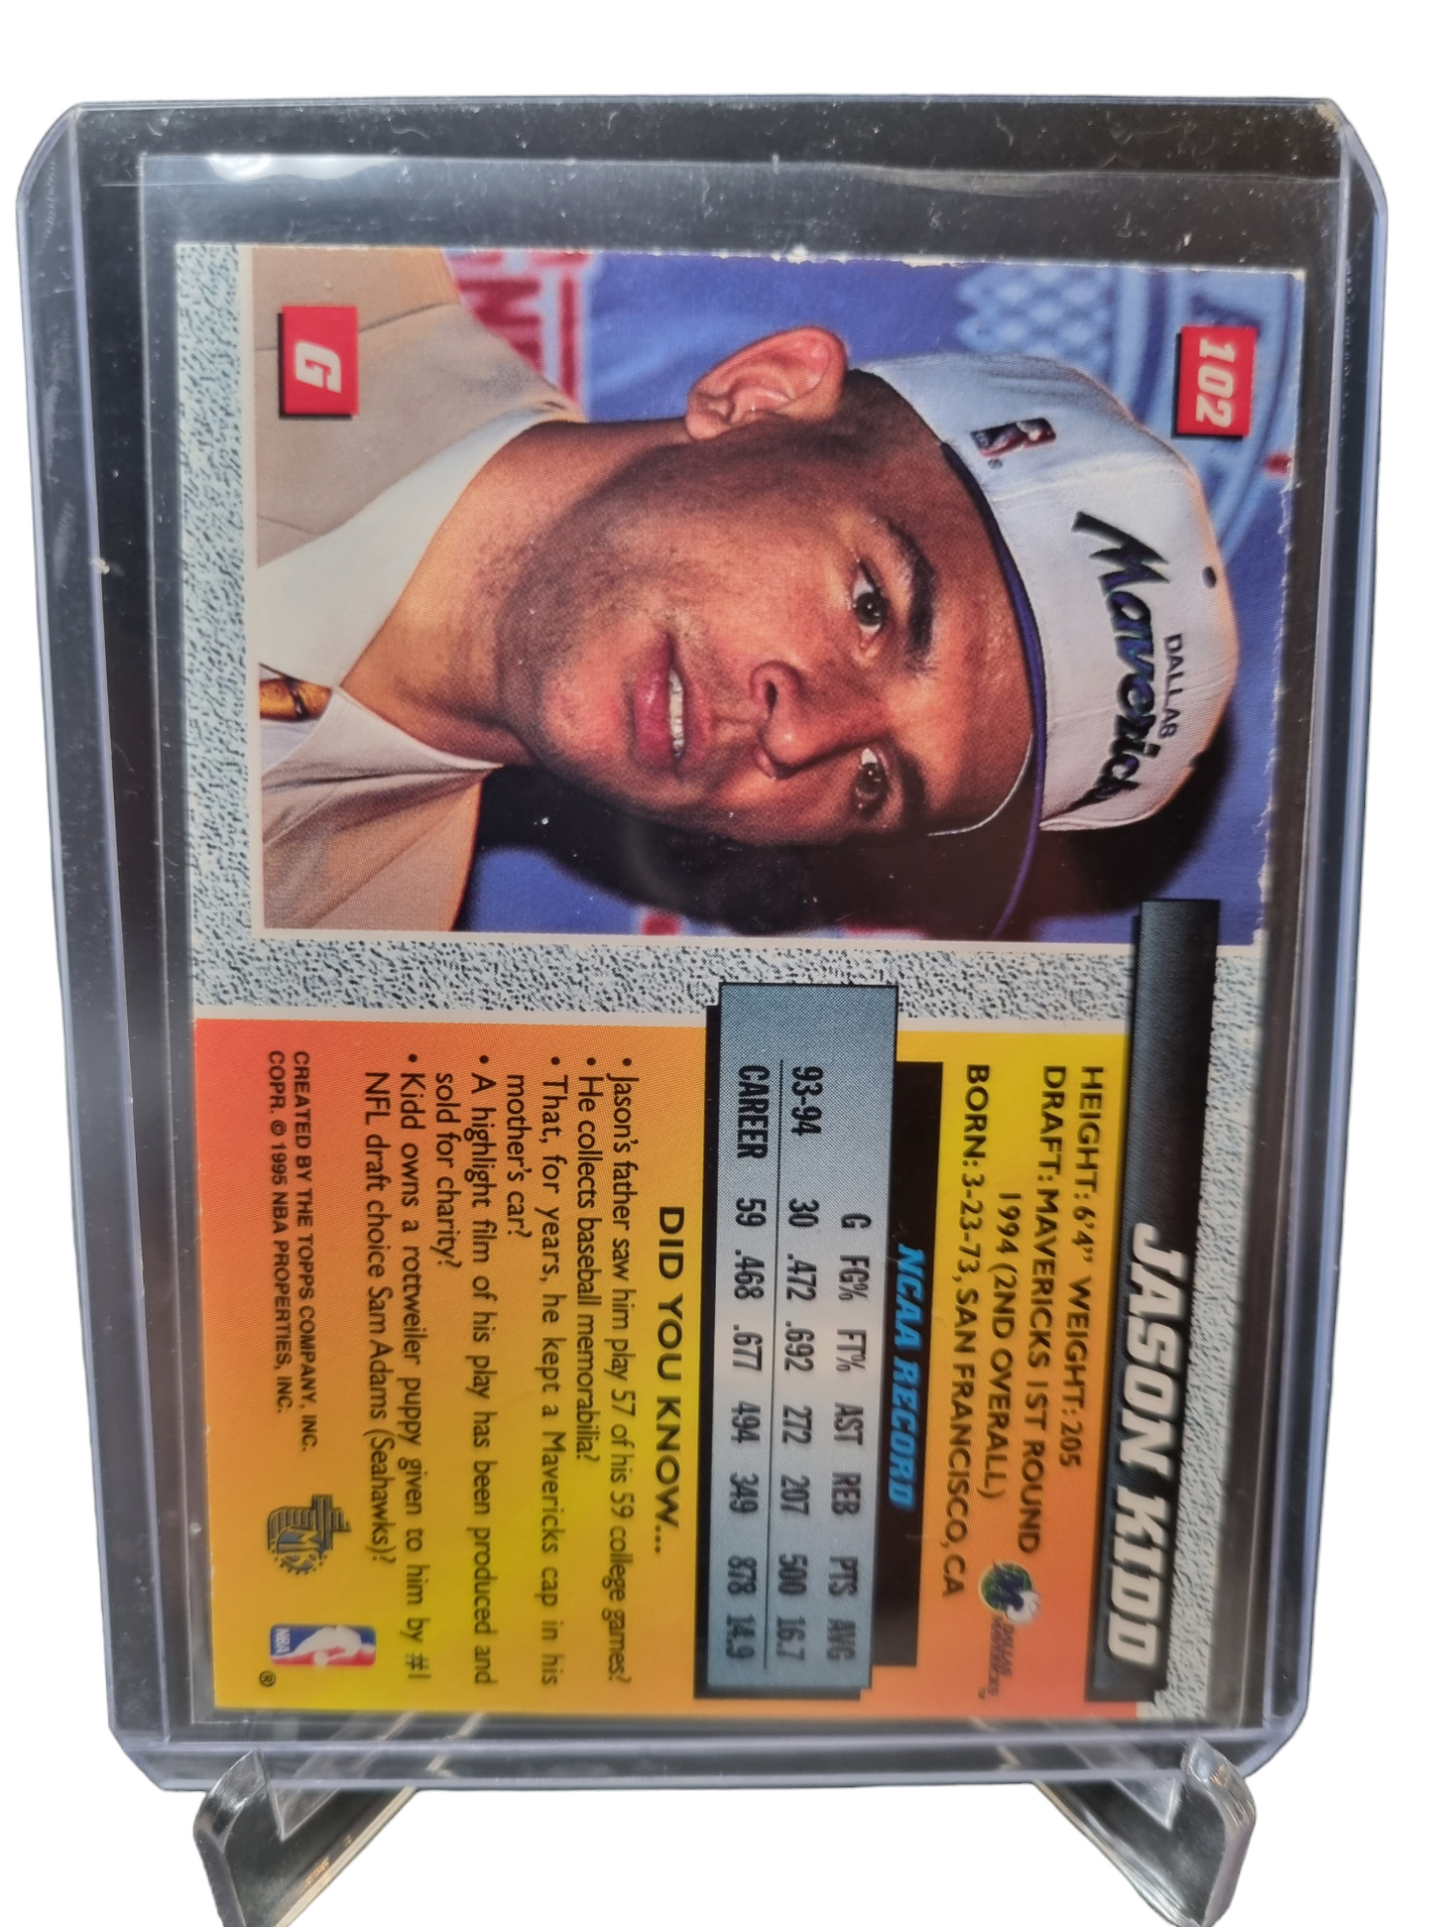 102
DALLAS
Maverick
G
JASON KIDD
HEIGHT: 6'4" WEIGHT: 205
DRAFT: MAVERICKS 1ST ROUND
1994 (2ND OVERALL)
BORN: 3-23-73, SAN FRANCISCO, CA
DALLAS MAVERICKS ™
NCAA RECORD
G FG% FT% AST REB PTS AVG
93-94 30 .472 .692 272 207 500 16.7
CAREER 59 .468 .677 494 349 878 14.9
DID YOU KNOW...
• Jason's father saw him play 57 of his 59 college games?
• He collects baseball memorabilia?
• That, for years, he kept a Mavericks cap in his
mother's car?
• A highlight film of his play has been produced and
sold for charity?
• Kidd owns a rottweiler puppy given to him by #1
NFL draft choice Sam Adams (Seahawks)?
CREATED BY THE TOPPS COMPANY, INC.
COPR. © 1995 NBA PROPERTIES, INC.
NBA
®